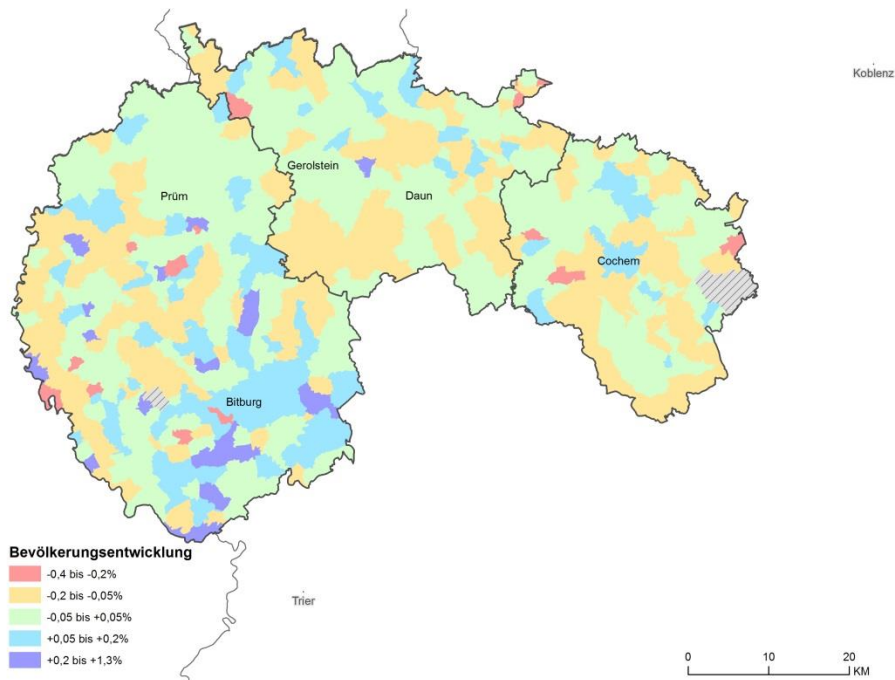 Koblenz
Gerolstein
Prüm
Daun
Cochem
Bitburg
Bevölkerungsentwicklung
-0,4 bis -0,2%
-0,2 bis -0,05%
-0,05 bis +0,05%
+0,05 bis +0,2%
+0,2 bis +1,3%
Trier
0 10 20
KM